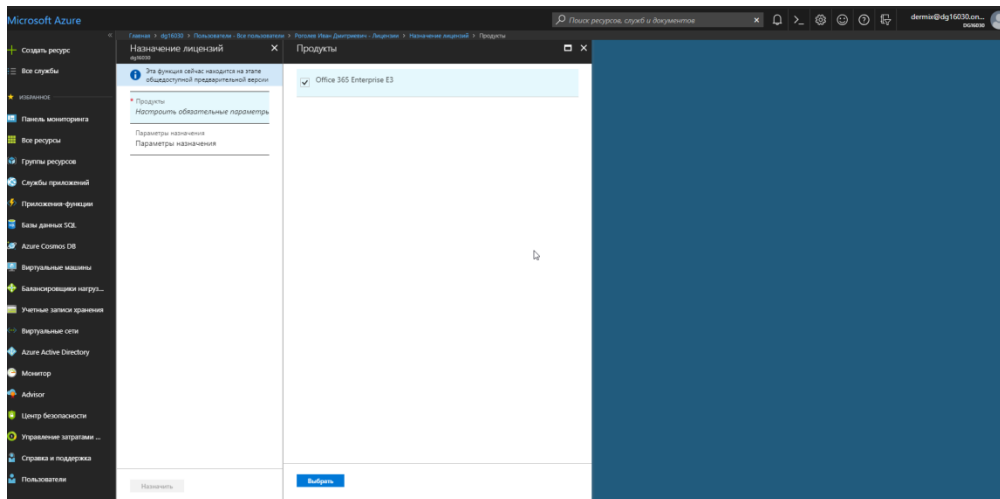 Microsoft Azure
Поиск ресурсов, служб и документов
dermix@dg16030.on...
DG16030
Главная > dg16030 > Пользователи - Все пользователи > Роголев Иван Дмитриевич - Лицензии > Назначение лицензий > Продукты
Создать ресурс
Все службы
ИЗБРАННОЕ
Панель мониторинга
Все ресурсы
Группы ресурсов
Службы приложений
Приложения-функции
Базы данных SQL
Azure Cosmos DB
Виртуальные машины
Балансировщики нагруз...
Учетные записи хранения
Виртуальные сети
Azure Active Directory
Монитор
Advisor
Центр безопасности
Управление затратами ...
Справка и поддержка
Пользователи
Назначение лицензий
dg16030
Эта функция сейчас находится на этапе
общедоступной предварительной версии
* Продукты
Настроить обязательные параметры
Параметры назначения
Параметры назначения
Назначить
Продукты
Office 365 Enterprise E3
Выбрать